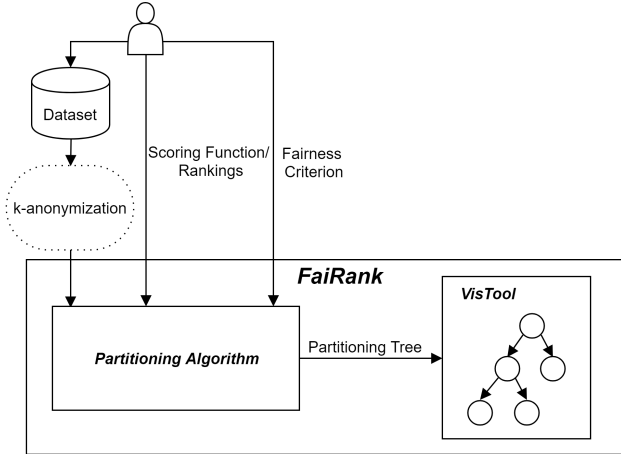 Dataset
Scoring Function/
Rankings
Fairness
Criterion
k-anonymization
FaiRank
VisTool
Partitioning Algorithm
Partitioning Tree